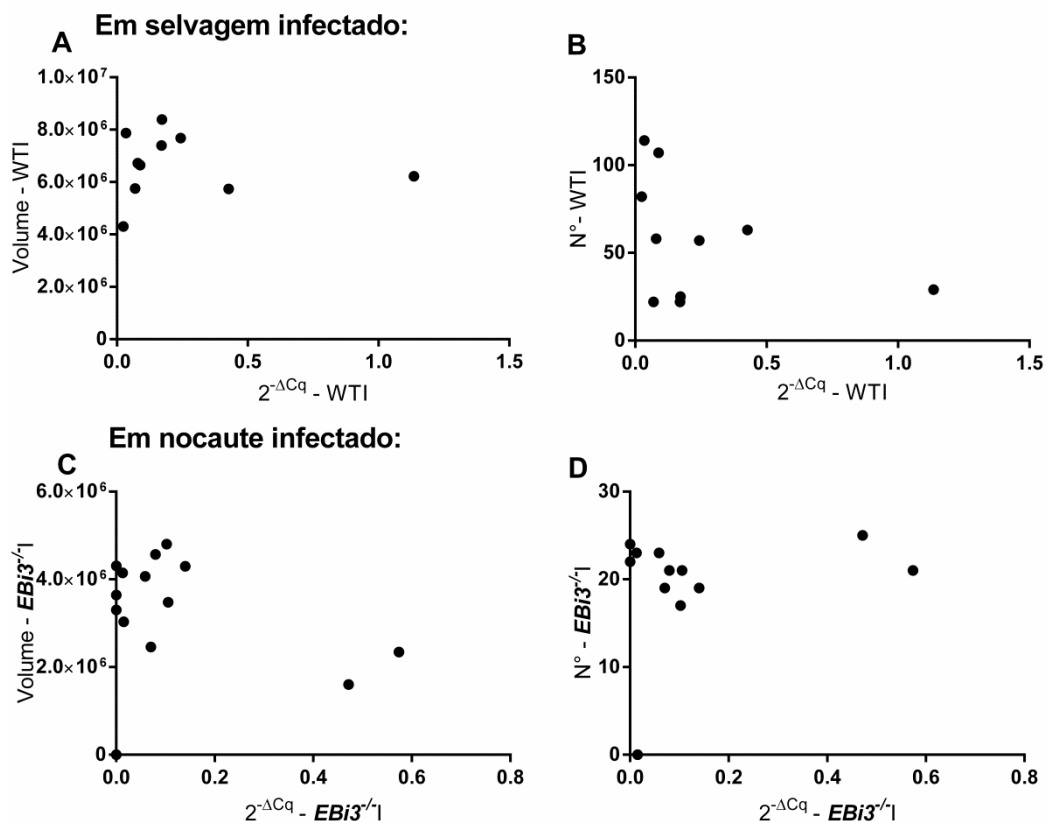 Em selvagem infectado:
A
Volume - WTI
1.0×10⁷
8.0×10⁶
6.0×10⁶
4.0×10⁶
2.0×10⁶
0
0.0 0.5 1.0 1.5
2^-ΔCq - WTI
B
N° - WTI
150
100
50
0
0.0 0.5 1.0 1.5
2^-ΔCq - WTI
Em nocaute infectado:
C
Volume - EBi3^-/-I
6.0×10⁶
4.0×10⁶
2.0×10⁶
0
0.0 0.2 0.4 0.6 0.8
2^-ΔCq - EBi3^-/-I
D
N° - EBi3^-/-I
30
20
10
0
0.0 0.2 0.4 0.6 0.8
2^-ΔCq - EBi3^-/-I